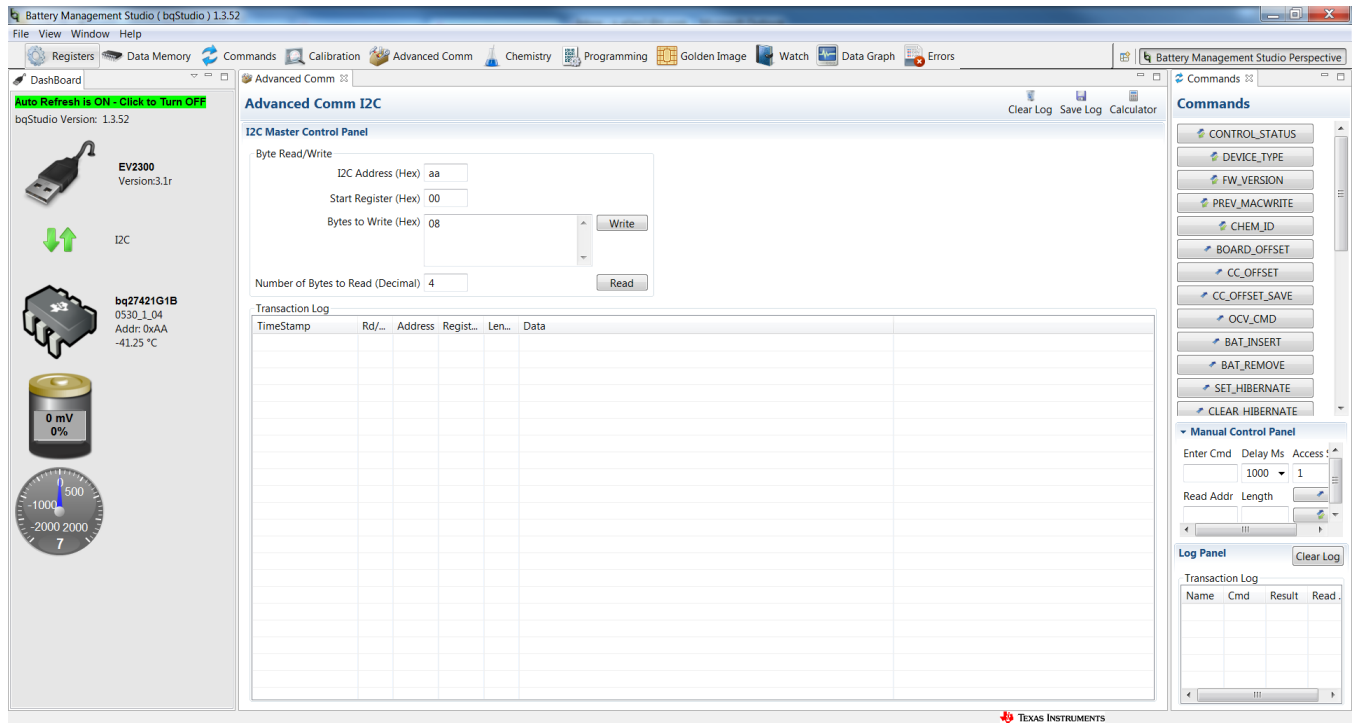 Battery Management Studio ( bqStudio ) 1.3.52
File View Window Help
Registers Data Memory Commands Calibration Advanced Comm Chemistry Programming Golden Image Watch Data Graph Errors
Battery Management Studio Perspective
DashBoard
Auto Refresh is ON - Click to Turn OFF
bqStudio Version: 1.3.52
EV2300
Version:3.1r
I2C
bq27421G1B
0530_1_04
Addr: 0xAA
-41.25 °C
0 mV
0%
0
500
-1000
-2000 2000
7
Advanced Comm
Advanced Comm I2C
Clear Log Save Log Calculator
I2C Master Control Panel
Byte Read/Write
I2C Address (Hex) aa
Start Register (Hex) 00
Bytes to Write (Hex) 08
Write
Number of Bytes to Read (Decimal) 4
Read
Transaction Log
TimeStamp Rd/... Address Regist... Len... Data
Commands
Commands
CONTROL_STATUS
DEVICE_TYPE
FW_VERSION
PREV_MACWRITE
CHEM_ID
BOARD_OFFSET
CC_OFFSET
CC_OFFSET_SAVE
OCV_CMD
BAT_INSERT
BAT_REMOVE
SET_HIBERNATE
CLEAR HIBERNATE
Manual Control Panel
Enter Cmd Delay Ms Access
1000 1
Read Addr Length
Log Panel
Clear Log
Transaction Log
Name Cmd Result Read
TEXAS INSTRUMENTS